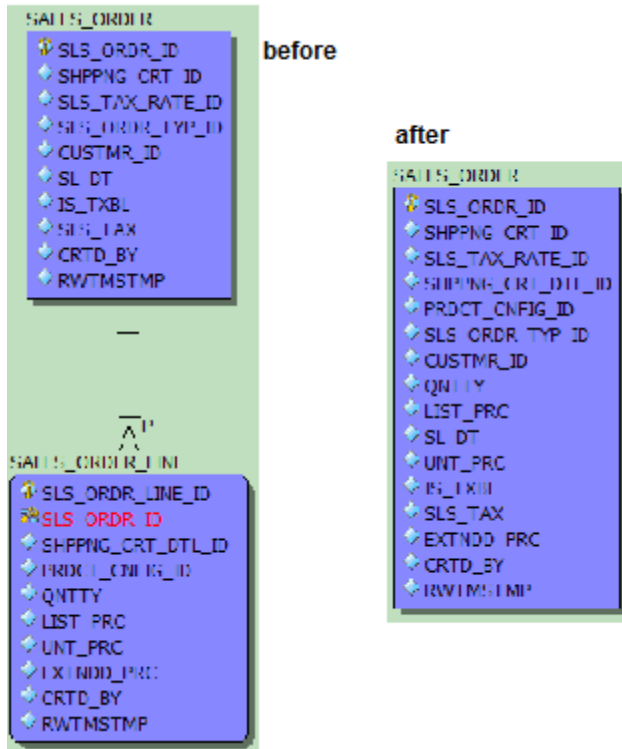 SALES_ORDER
SLS_ORDR_ID
SHPPNG_CRT_ID
SLS_TAX_RATE_ID
SLS_ORDR_TYP_ID
CUSTMR_ID
SL_DT
IS_TXBL
SLS_TAX
CRTD_BY
RWTMSTMP
before
P
SALES_ORDER_LINE
SLS_ORDR_LINE_ID
SLS_ORDR_ID
SHPPNG_CRT_DTL_ID
PRDCT_CNFIG_ID
QNTTY
LIST_PRC
UNT_PRC
EXTNDD_PRC
CRTD_BY
RWTMSTMP
after
SALES_ORDER
SLS_ORDR_ID
SHPPNG_CRT_ID
SLS_TAX_RATE_ID
SHPPNG_CRT_DTL_ID
PRDCT_CNFIG_ID
SLS_ORDR_TYP_ID
CUSTMR_ID
QNTTY
LIST_PRC
SL_DT
UNT_PRC
IS_TXBL
SLS_TAX
EXTNDD_PRC
CRTD_BY
RWTMSTMP